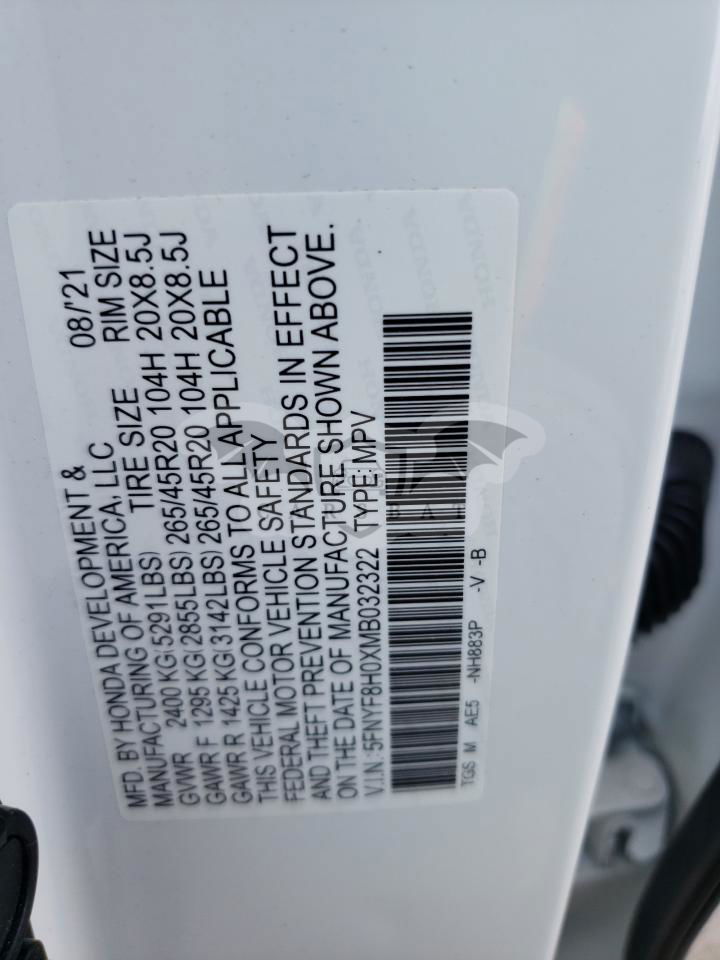 MFD. BY HONDA DEVELOPMENT & 08/'21
MANUFACTURING OF AMERICA, LLC
TIRE SIZE RIM SIZE
GVWR 2400 KG(5291LBS)
GAWR F 1295 KG(2855LBS) 265/45R20 104H 20X8.5J
GAWR R 1425 KG(3142LBS) 265/45R20 104H 20X8.5J
THIS VEHICLE CONFORMS TO ALL APPLICABLE
FEDERAL MOTOR VEHICLE SAFETY
AND THEFT PREVENTION STANDARDS IN EFFECT
ON THE DATE OF MANUFACTURE SHOWN ABOVE.
V.I.N.: 5FNYF8H0XMB032322 TYPE: MPV
TGS M AE5 -NH883P -V -B
HONDA
HONDA